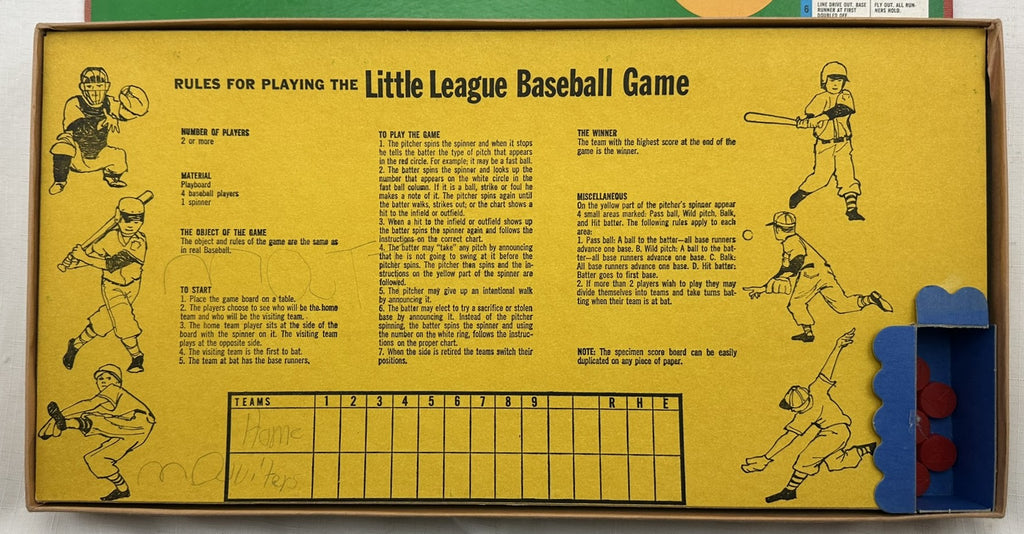 6
LINE DRIVE OUT. BASE
RUNNER AT FIRST
DOUBLED OFF.
FLY OUT. ALL RUN-
NERS HOLD.
RULES FOR PLAYING THE Little League Baseball Game
NUMBER OF PLAYERS
2 or more
MATERIAL
Playboard
4 baseball players
1 spinner
THE OBJECT OF THE GAME
The object and rules of the game are the same as
in real Baseball.
TO START
1. Place the game board on a table.
2. The players choose to see who will be the home
team and who will be the visiting team.
3. The home team player sits at the side of the
board with the spinner on it. The visiting team
plays at the opposite side.
4. The visiting team is the first to bat.
5. The team at bat has the base runners.
TO PLAY THE GAME
1. The pitcher spins the spinner and when it stops
he tells the batter the type of pitch that appears
in the red circle. For example; it may be a fast ball.
2. The batter spins the spinner and looks up the
number that appears on the white circle in the
fast ball column. If it is a ball, strike or foul he
makes a note of it. The pitcher spins again until
the batter walks, strikes out; or the chart shows a
hit to the infield or outfield.
3. When a hit to the infield or outfield shows up
the batter spins the spinner again and follows the
instructions on the correct chart.
4. The batter may "take" any pitch by announcing
that he is not going to swing at it before the
pitcher spins. The pitcher then spins and the in-
structions on the yellow part of the spinner are
followed.
5. The pitcher may give up an intentional walk
by announcing it.
6. The batter may elect to try a sacrifice or stolen
base by announcing it. Instead of the pitcher
spinning, the batter spins the spinner and using
the number on the white ring, follows the instruc-
tions on the proper chart.
7. When the side is retired the teams switch their
positions.
THE WINNER
The team with the highest score at the end of the
game is the winner.
MISCELLANEOUS
On the yellow part of the pitcher's spinner appear
4 small areas marked: Pass ball, Wild pitch, Balk,
and Hit batter. The following rules apply to each
area:
1. Pass ball: A ball to the batter—all base runners
advance one base. B. Wild pitch: A ball to the bat-
ter—all base runners advance one base. C. Balk:
All base runners advance one base. D. Hit batter:
Batter goes to first base.
2. If more than 2 players wish to play they may
divide themselves into teams and take turns bat-
ting when their team is at bat.
NOTE: The specimen score board can be easily
duplicated on any piece of paper.
TEAMS 1 2 3 4 5 6 7 8 9 R H E
Home